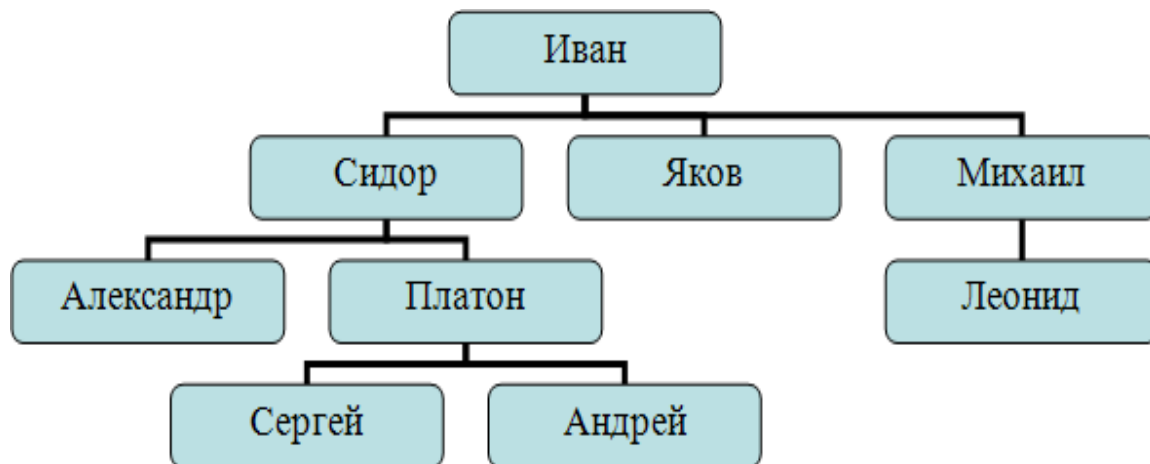 Иван
Сидор
Яков
Михаил
Александр
Платон
Леонид
Сергей
Андрей